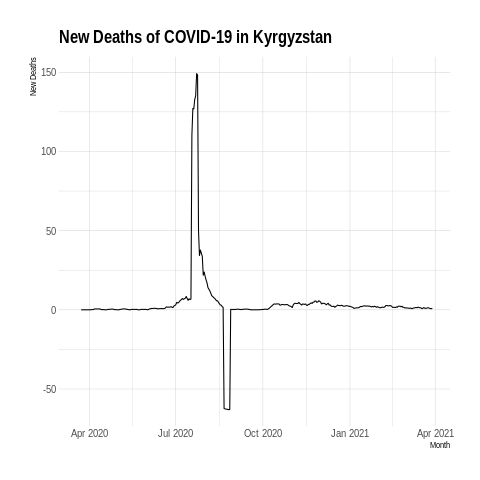 New Deaths of COVID-19 in Kyrgyzstan
New Deaths
150
100
50
0
-50
Apr 2020 Jul 2020 Oct 2020 Jan 2021 Apr 2021
Month